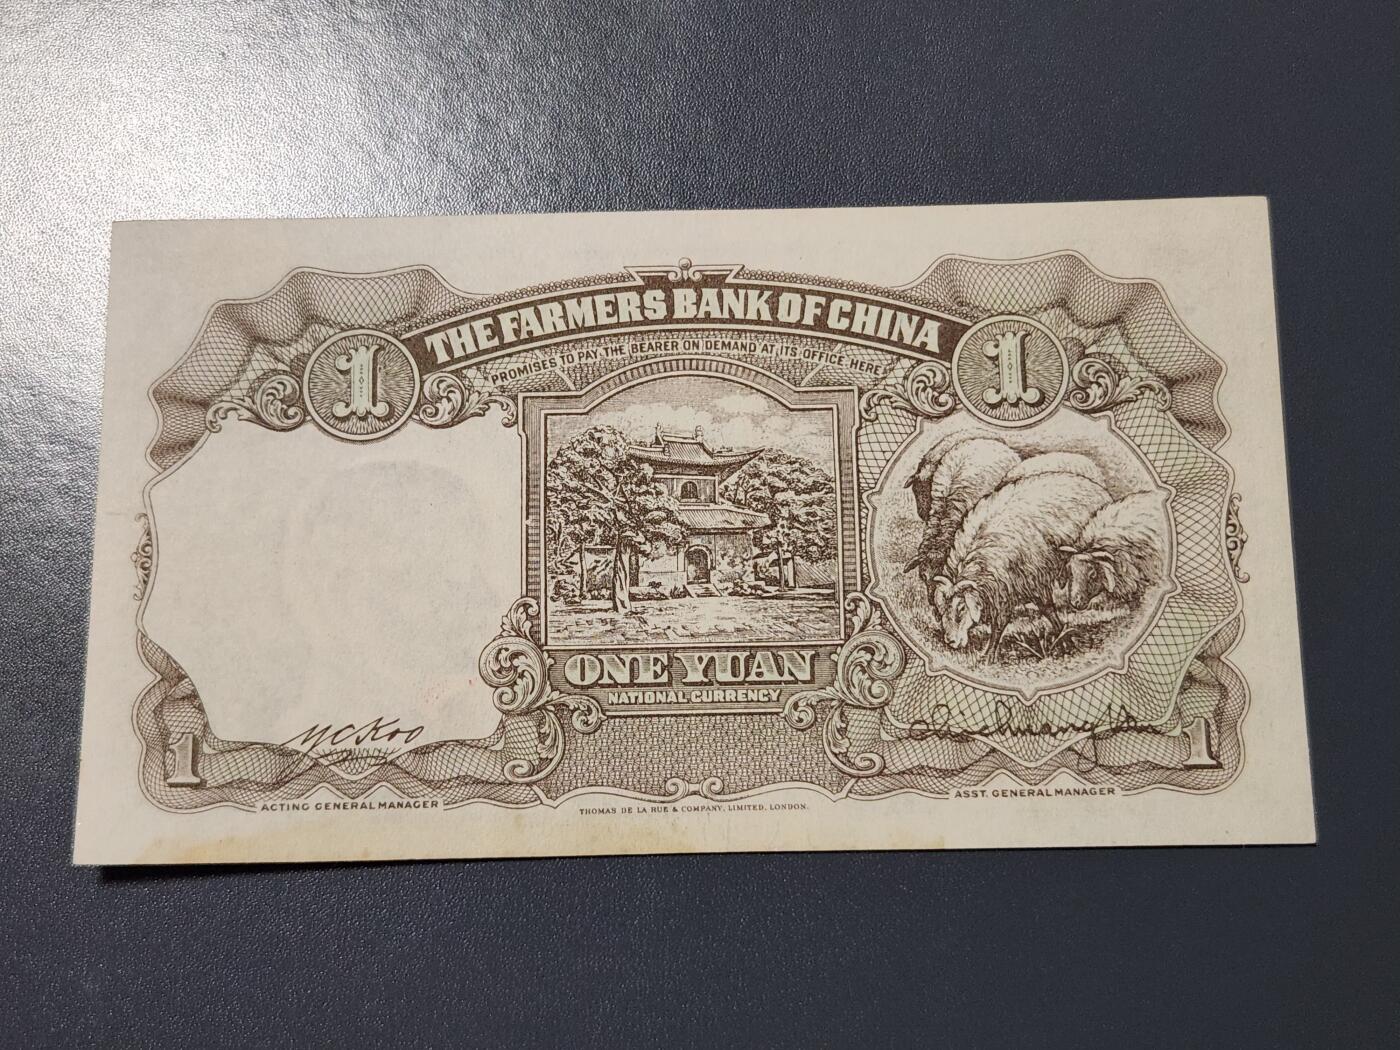 THE FARMERS BANK OF CHINA
PROMISES TO PAY THE BEARER ON DEMAND AT ITS OFFICE HERE
1
1
ONE YUAN
NATIONAL CURRENCY
Y C Koo
1
1
ACTING GENERAL MANAGER
ASST. GENERAL MANAGER
THOMAS DE LA RUE & COMPANY, LIMITED, LONDON.